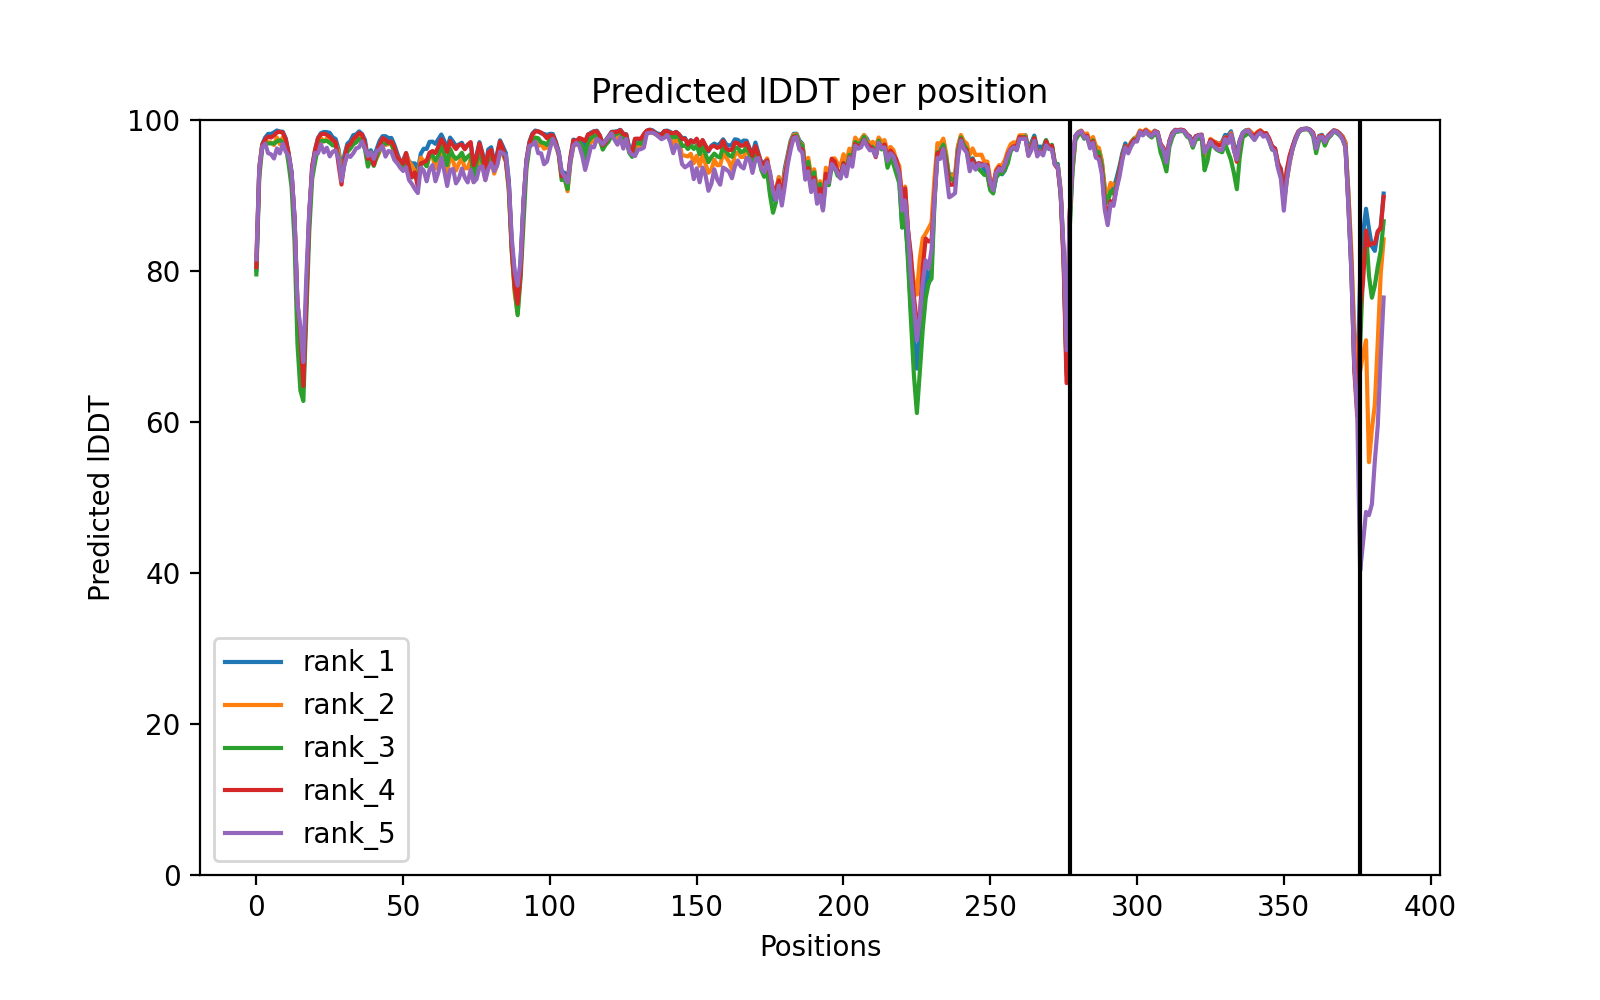 Predicted lDDT per position
100
80
60
40
20
0
Predicted lDDT
rank_1
rank_2
rank_3
rank_4
rank_5
0 50 100 150 200 250 300 350 400
Positions